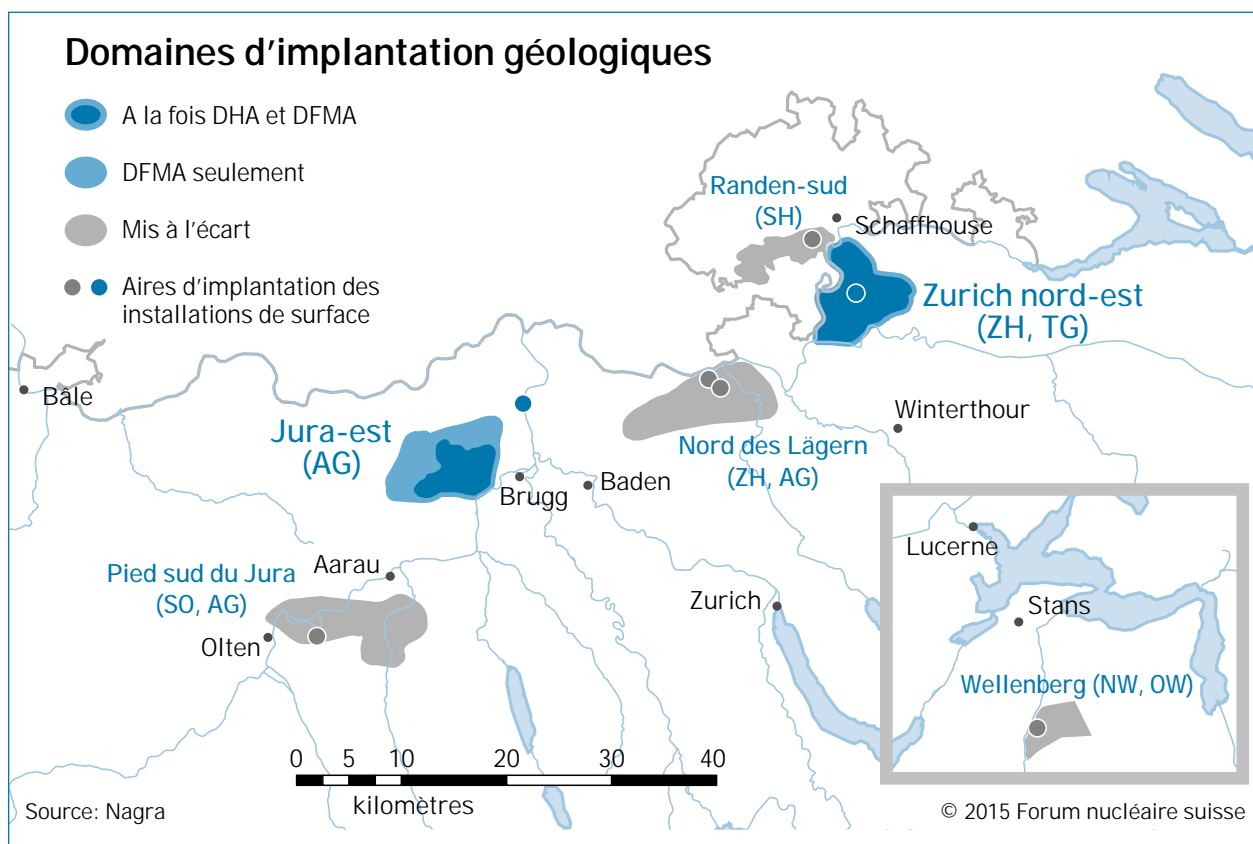 Domaines d'implantation géologiques
A la fois DHA et DFMA
DFMA seulement
Mis à l'écart
Aires d'implantation des
installations de surface
Randen-sud
(SH)
Schaffhouse
Zurich nord-est
(ZH, TG)
Bâle
Jura-est
(AG)
Winterthour
Nord des Lägern
(ZH, AG)
Brugg
Baden
Lucerne
Aarau
Pied sud du Jura
(SO, AG)
Zurich
Stans
Olten
Wellenberg (NW, OW)
0 5 10 20 30 40
kilomètres
Source: Nagra
© 2015 Forum nucléaire suisse